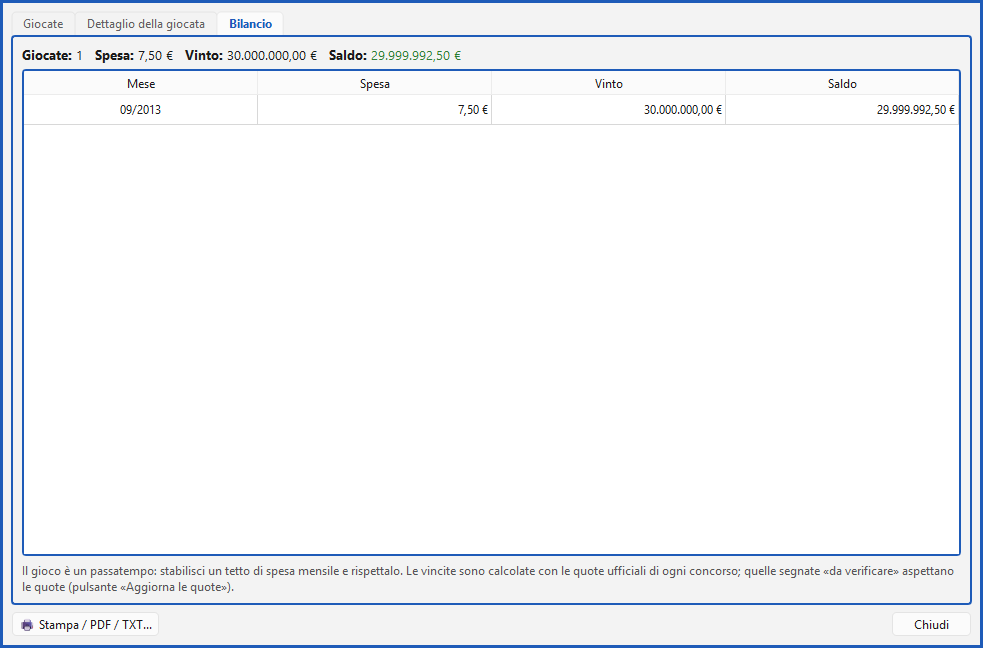 Giocate Dettaglio della giocata Bilancio
Giocate: 1 Spesa: 7,50 € Vinto: 30.000.000,00 € Saldo: 29.999.992,50 €
Mese Spesa Vinto Saldo
09/2013 7,50 € 30.000.000,00 € 29.999.992,50 €
Il gioco è un passatempo: stabilisci un tetto di spesa mensile e rispettalo. Le vincite sono calcolate con le quote ufficiali di ogni concorso; quelle segnate «da verificare» aspettano
le quote (pulsante «Aggiorna le quote»).
Stampa / PDF / TXT... Chiudi